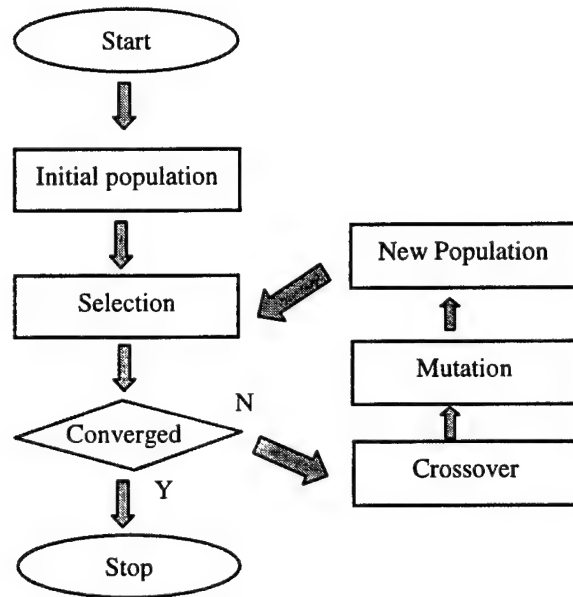 Start
Initial population
New Population
Selection
Mutation
N
Converged
Crossover
Y
Stop